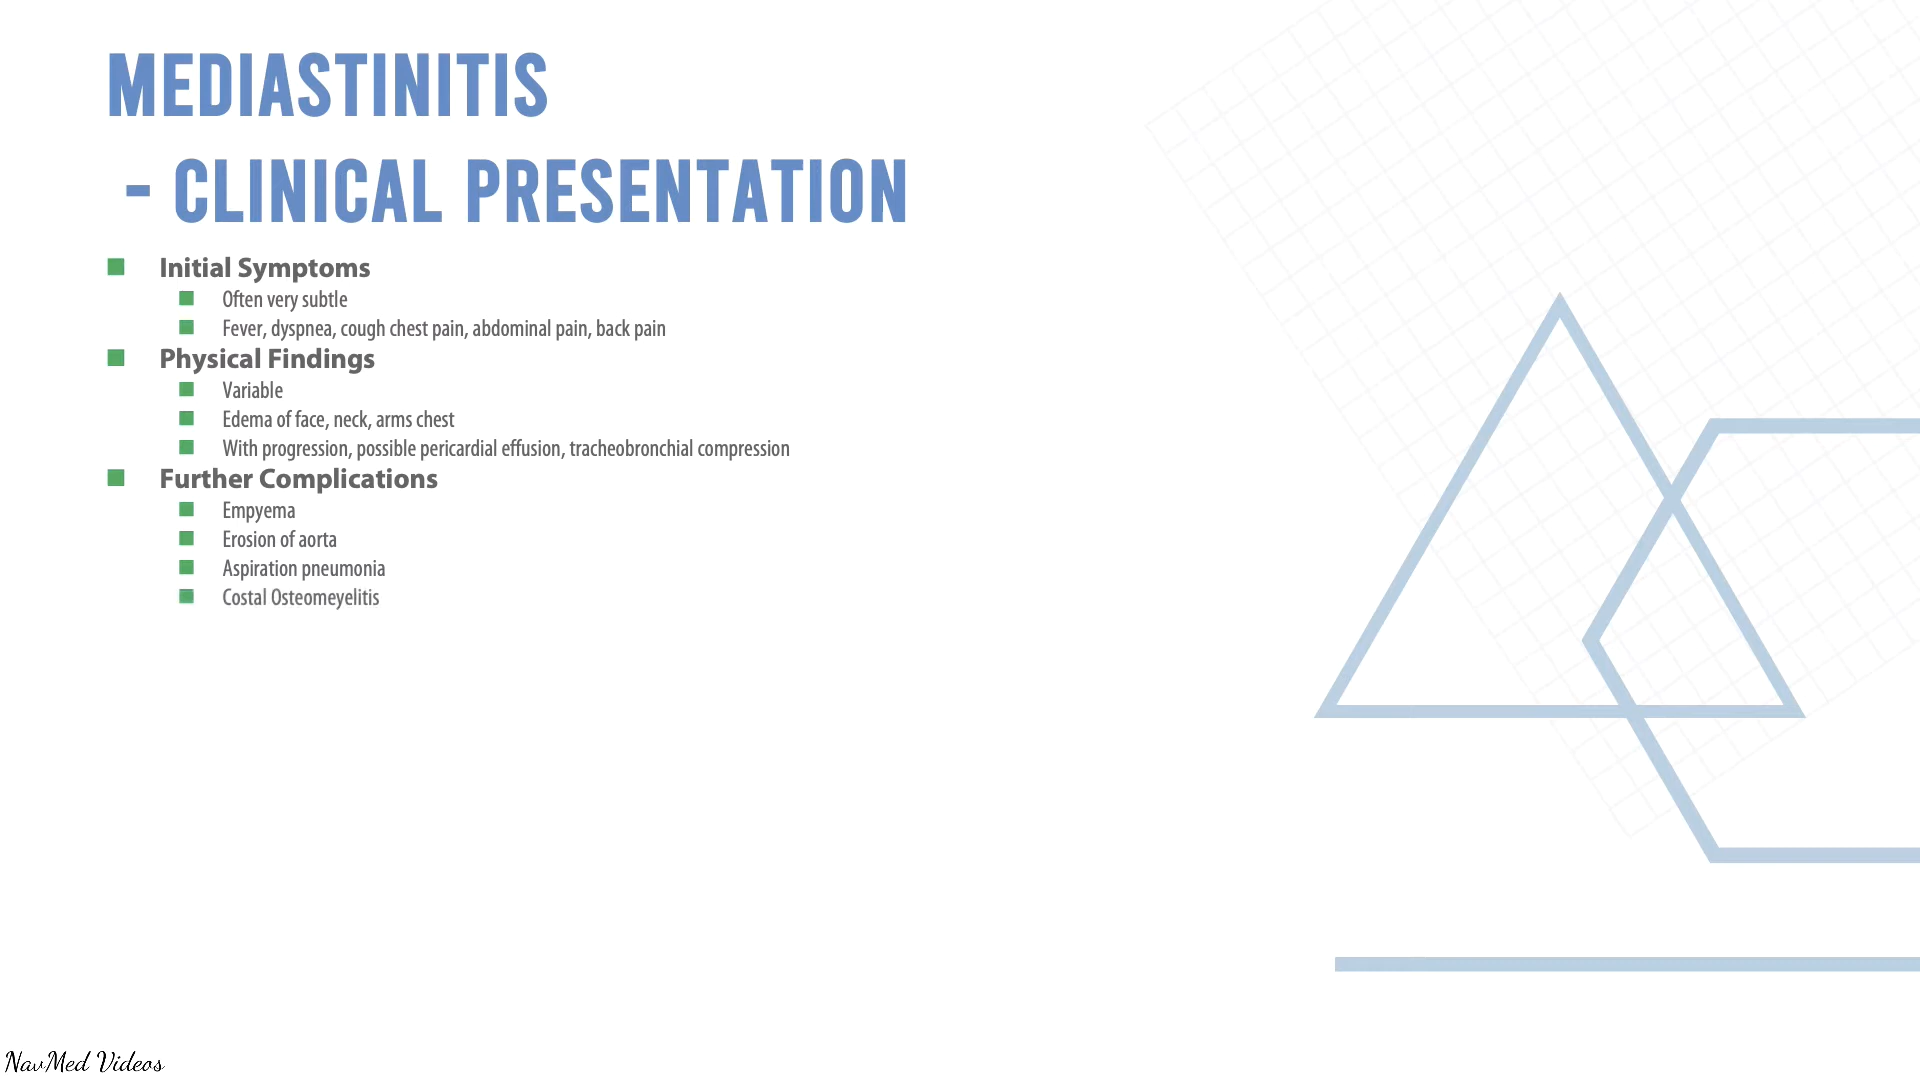 MEDIASTINITIS
- CLINICAL PRESENTATION
Initial Symptoms
Often very subtle
Fever, dyspnea, cough chest pain, abdominal pain, back pain
Physical Findings
Variable
Edema of face, neck, arms chest
With progression, possible pericardial effusion, tracheobronchial compression
Further Complications
Empyema
Erosion of aorta
Aspiration pneumonia
Costal Osteomeyelitis
NavMed Videos